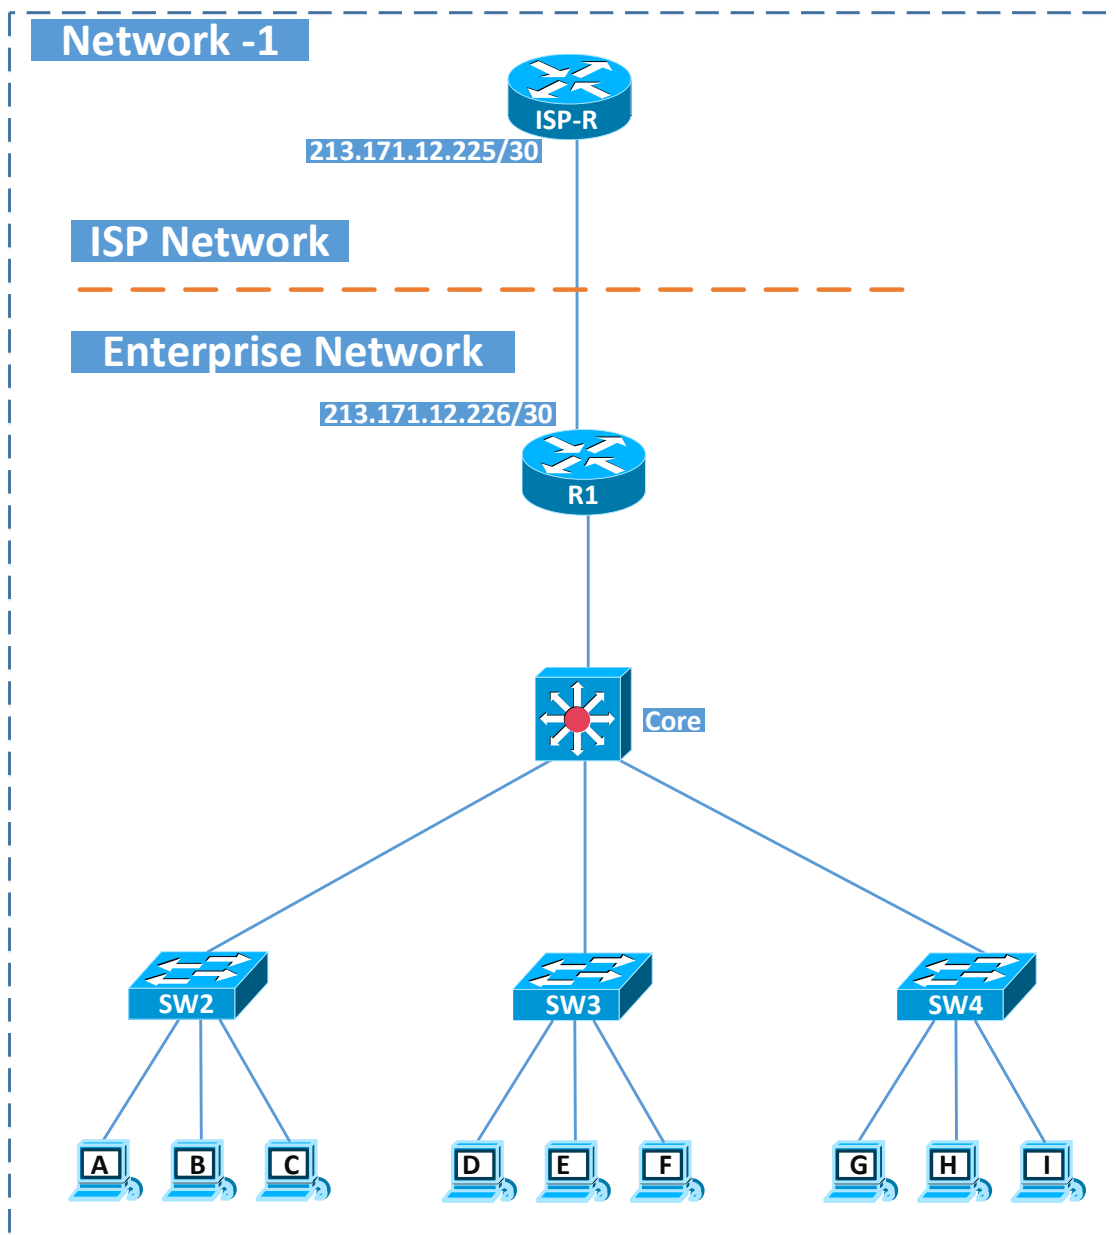 Network -1
ISP-R
213.171.12.225/30
ISP Network
Enterprise Network
213.171.12.226/30
R1
Core
SW2
SW3
SW4
A
B
C
D
E
F
G
H
I